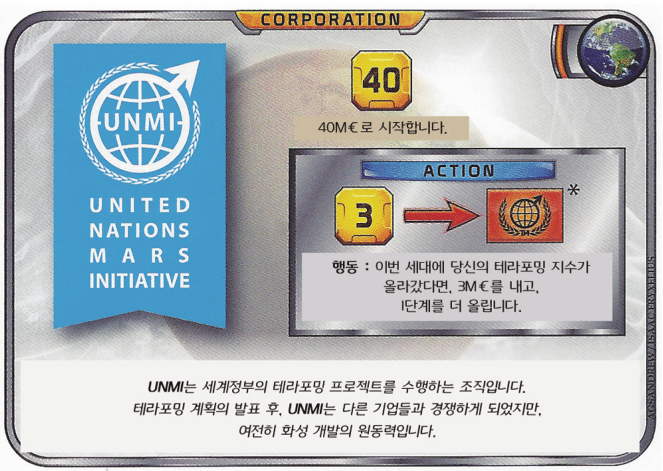 CORPORATION
40
40M€로 시작합니다.
UNMI
UNITED
NATIONS
MARS
INITIATIVE
ACTION
3
TM
*
행동 : 이번 세대에 당신의 테라포밍 지수가
올라갔다면, 3M€를 내고,
1단계를 더 올립니다.
UNMI는 세계정부의 테라포밍 프로젝트를 수행하는 조직입니다.
테라포밍 계획의 발표 후, UNMI는 다른 기업들과 경쟁하게 되었지만,
여전히 화성 개발의 원동력입니다.